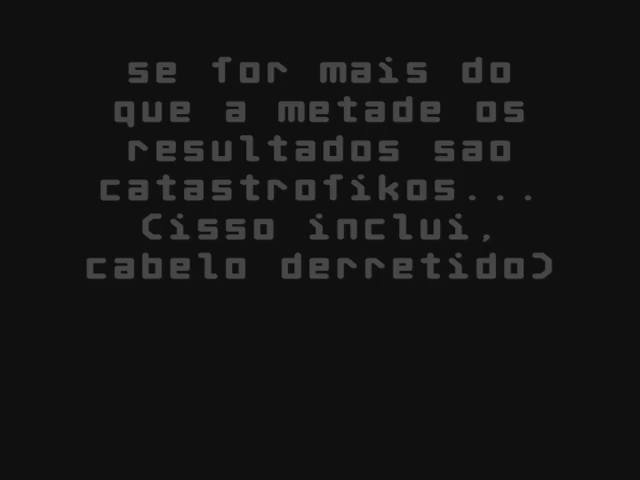 se for mais do
que a metade os
resultados sao
catastrofikos...
(isso inclui,
cabelo derretido)